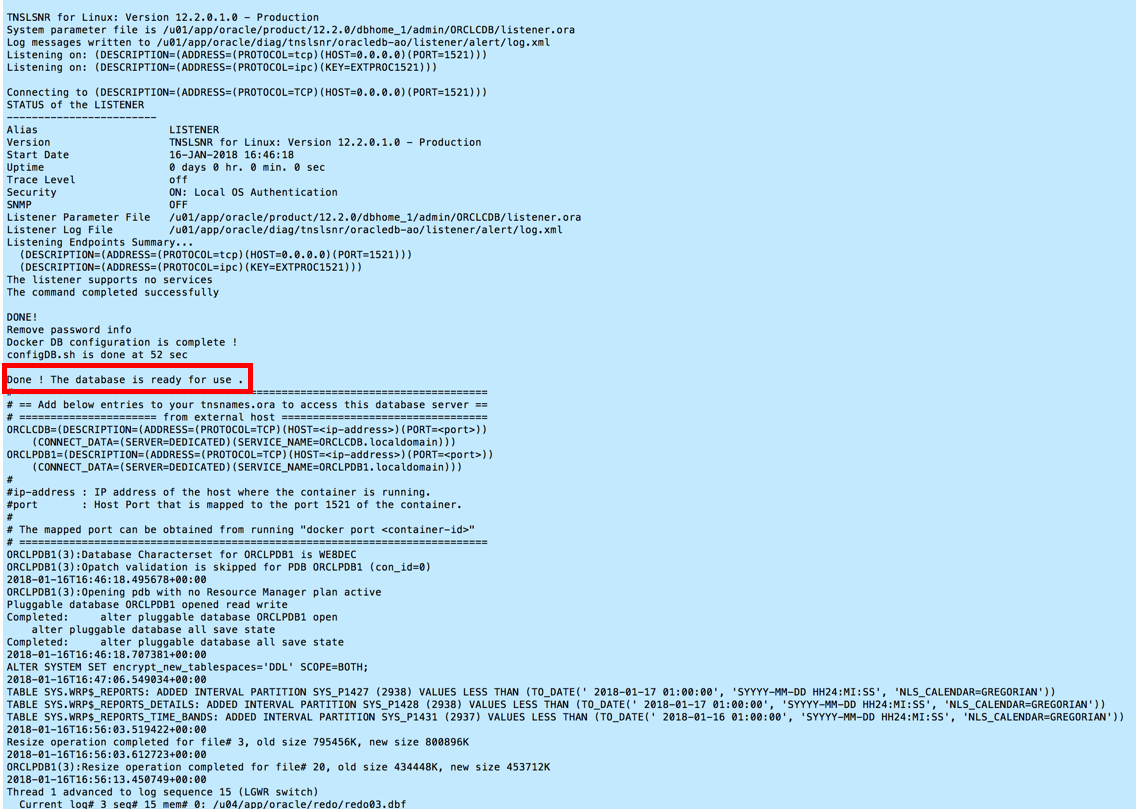 TNSLSNR for Linux: Version 12.2.0.1.0 - Production
System parameter file is /u01/app/oracle/product/12.2.0/dbhome_1/admin/ORCLCDB/listener.ora
Log messages written to /u01/app/oracle/diag/tnslsnr/oracledb-ao/listener/alert/log.xml
Listening on: (DESCRIPTION=(ADDRESS=(PROTOCOL=tcp)(HOST=0.0.0.0)(PORT=1521)))
Listening on: (DESCRIPTION=(ADDRESS=(PROTOCOL=ipc)(KEY=EXTPROC1521)))
Connecting to (DESCRIPTION=(ADDRESS=(PROTOCOL=TCP)(HOST=0.0.0.0)(PORT=1521)))
STATUS of the LISTENER
------------------------
Alias                     LISTENER
Version                   TNSLSNR for Linux: Version 12.2.0.1.0 - Production
Start Date                16-JAN-2018 16:46:18
Uptime                    0 days 0 hr. 0 min. 0 sec
Trace Level               off
Security                  ON: Local OS Authentication
SNMP                      OFF
Listener Parameter File   /u01/app/oracle/product/12.2.0/dbhome_1/admin/ORCLCDB/listener.ora
Listener Log File         /u01/app/oracle/diag/tnslsnr/oracledb-ao/listener/alert/log.xml
Listening Endpoints Summary...
  (DESCRIPTION=(ADDRESS=(PROTOCOL=tcp)(HOST=0.0.0.0)(PORT=1521)))
  (DESCRIPTION=(ADDRESS=(PROTOCOL=ipc)(KEY=EXTPROC1521)))
The listener supports no services
The command completed successfully
DONE!
Remove password info
Docker DB configuration is complete !
configDB.sh is done at 52 sec
Done ! The database is ready for use .
# ===========================================================================
# == Add below entries to your tnsnames.ora to access this database server ==
# ====================== from external host =================================
ORCLCDB=(DESCRIPTION=(ADDRESS=(PROTOCOL=TCP)(HOST=<ip-address>)(PORT=<port>))
    (CONNECT_DATA=(SERVER=DEDICATED)(SERVICE_NAME=ORCLCDB.localdomain)))
ORCLPDB1=(DESCRIPTION=(ADDRESS=(PROTOCOL=TCP)(HOST=<ip-address>)(PORT=<port>))
    (CONNECT_DATA=(SERVER=DEDICATED)(SERVICE_NAME=ORCLPDB1.localdomain)))
#
#ip-address : IP address of the host where the container is running.
#port       : Host Port that is mapped to the port 1521 of the container.
#
# The mapped port can be obtained from running "docker port <container-id>"
# ===========================================================================
ORCLPDB1(3):Database Characterset for ORCLPDB1 is WE8DEC
ORCLPDB1(3):Opatch validation is skipped for PDB ORCLPDB1 (con_id=0)
2018-01-16T16:46:18.495678+00:00
ORCLPDB1(3):Opening pdb with no Resource Manager plan active
Pluggable database ORCLPDB1 opened read write
Completed:     alter pluggable database ORCLPDB1 open
    alter pluggable database all save state
Completed:     alter pluggable database all save state
2018-01-16T16:46:18.707381+00:00
ALTER SYSTEM SET encrypt_new_tablespaces='DDL' SCOPE=BOTH;
2018-01-16T16:47:06.549034+00:00
TABLE SYS.WRP$_REPORTS: ADDED INTERVAL PARTITION SYS_P1427 (2938) VALUES LESS THAN (TO_DATE(' 2018-01-17 01:00:00', 'SYYYY-MM-DD HH24:MI:SS', 'NLS_CALENDAR=GREGORIAN'))
TABLE SYS.WRP$_REPORTS_DETAILS: ADDED INTERVAL PARTITION SYS_P1428 (2938) VALUES LESS THAN (TO_DATE(' 2018-01-17 01:00:00', 'SYYYY-MM-DD HH24:MI:SS', 'NLS_CALENDAR=GREGORIAN'))
TABLE SYS.WRP$_REPORTS_TIME_BANDS: ADDED INTERVAL PARTITION SYS_P1431 (2937) VALUES LESS THAN (TO_DATE(' 2018-01-16 01:00:00', 'SYYYY-MM-DD HH24:MI:SS', 'NLS_CALENDAR=GREGORIAN'))
2018-01-16T16:56:03.519422+00:00
Resize operation completed for file# 3, old size 795456K, new size 800896K
2018-01-16T16:56:03.612723+00:00
ORCLPDB1(3):Resize operation completed for file# 20, old size 434448K, new size 453712K
2018-01-16T16:56:13.450749+00:00
Thread 1 advanced to log sequence 15 (LGWR switch)
  Current log# 3 seq# 15 mem# 0: /u04/app/oracle/redo/redo03.dbf